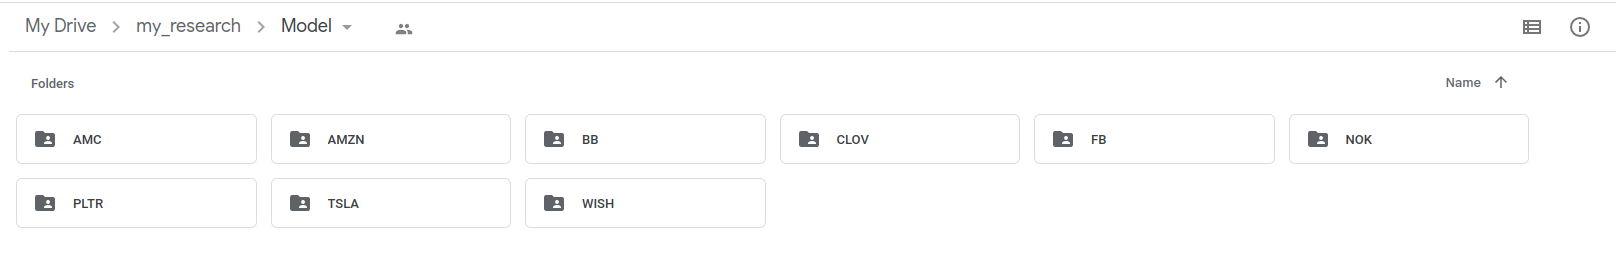 My Drive > my_research > Model
Folders Name
AMC AMZN BB CLOV FB NOK
PLTR TSLA WISH